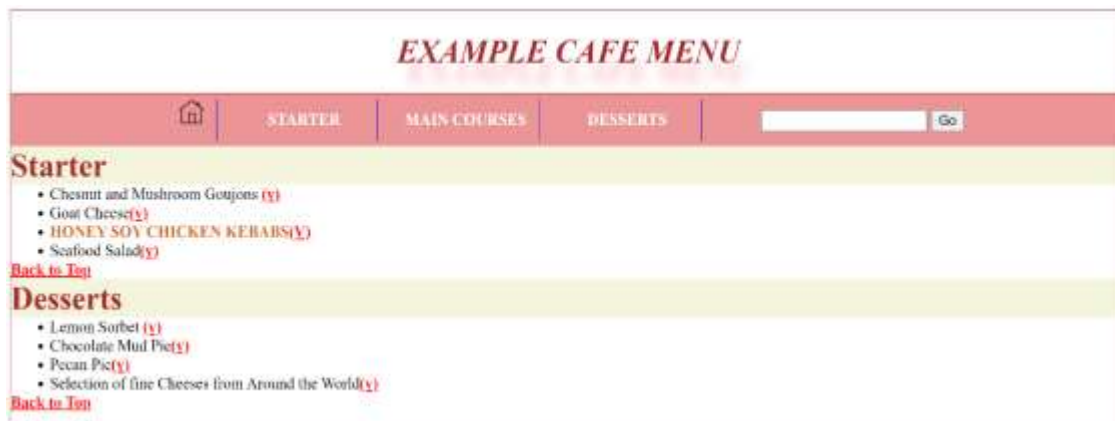 EXAMPLE CAFE MENU
STARTER MAIN COURSES DESSERTS Go
Starter
• Chesnut and Mushroom Goujons (v)
• Goat Cheese(v)
• HONEY SOY CHICKEN KEBABS(V)
• Seafood Salad(v)
Back to Top
Desserts
• Lemon Sorbet (v)
• Chocolate Mud Pie(v)
• Pecan Pie(v)
• Selection of fine Cheeses from Around the World(v)
Back to Top